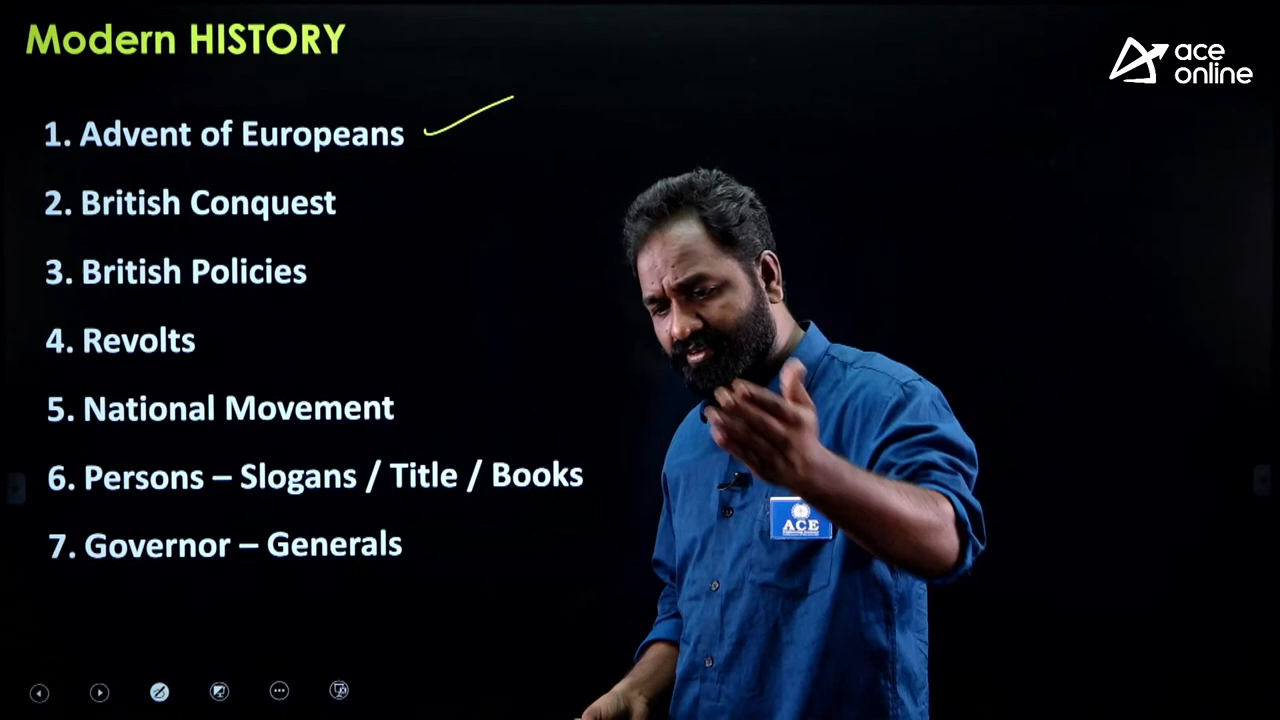 Modern HISTORY
ace
online
1. Advent of Europeans
2. British Conquest
3. British Policies
4. Revolts
5. National Movement
6. Persons – Slogans / Title / Books
7. Governor – Generals
ACE